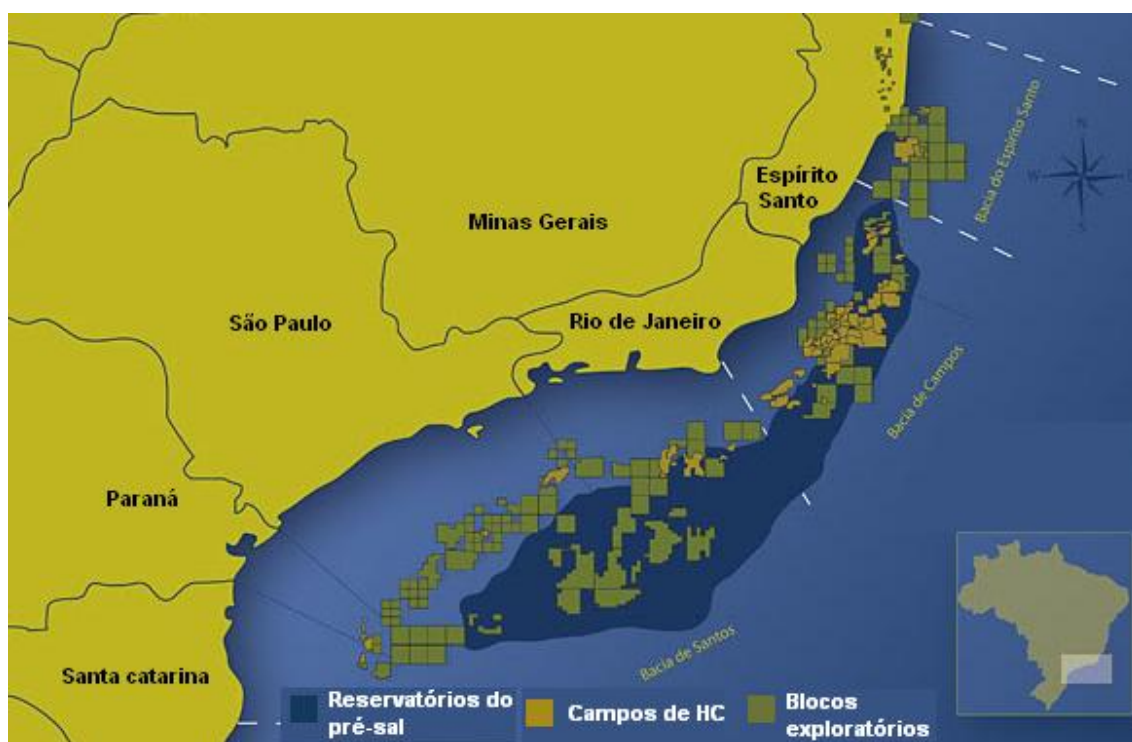 Minas Gerais
Espírito
Santo
São Paulo
Rio de Janeiro
Paraná
Santa catarina
Bacia do Espírito Santo
Bacia de Campos
Bacia de Santos
N
W
E
S
Reservatórios do
pré-sal
Campos de HC
Blocos
exploratórios